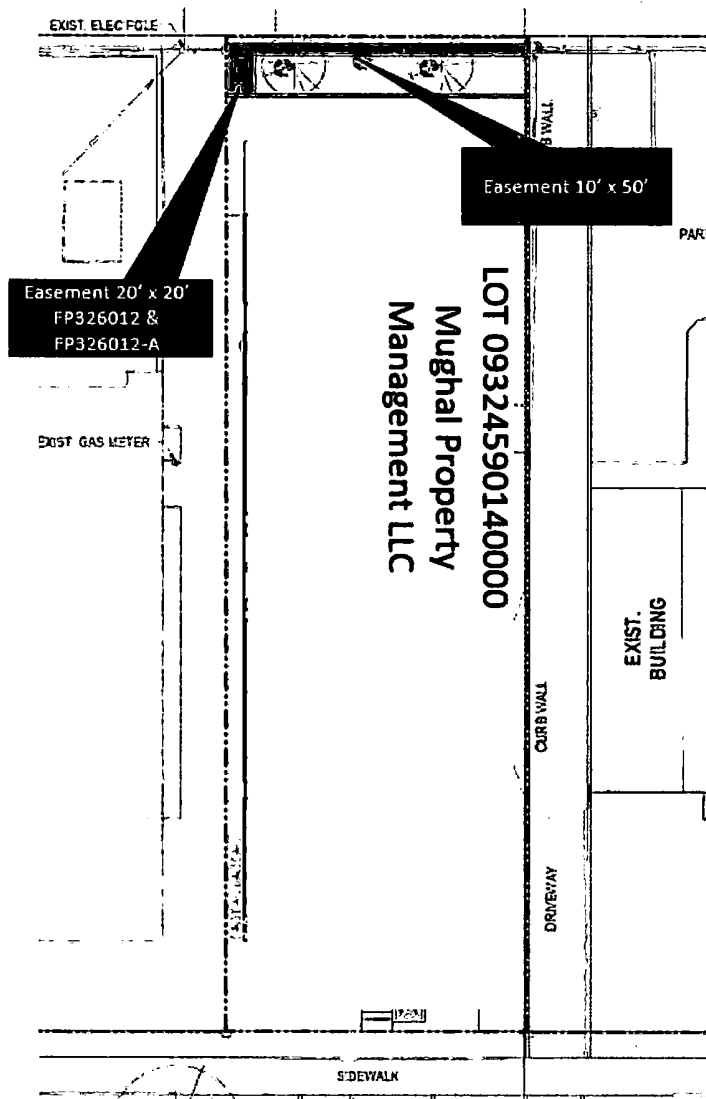 EXIST. ELEC POLE
B WALL
Easement 10' x 50'
PAR
Easement 20' x 20'
FP326012 &
FP326012-A
LOT 09324590140000
Mughal Property
Management LLC
EXIST GAS METER
EXIST.
BUILDING
CURB WALL
DRIVEWAY
SIDEWALK